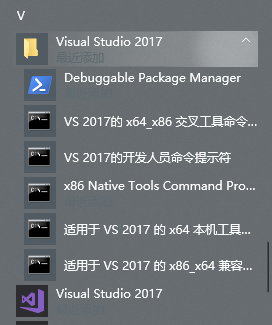 V
Visual Studio 2017
最近添加
Debuggable Package Manager
VS 2017的 x64_x86 交叉工具命令...
VS 2017的开发人员命令提示符
x86 Native Tools Command Pro...
适用于 VS 2017 的 x64 本机工具...
适用于 VS 2017 的 x86_x64 兼容...
Visual Studio 2017